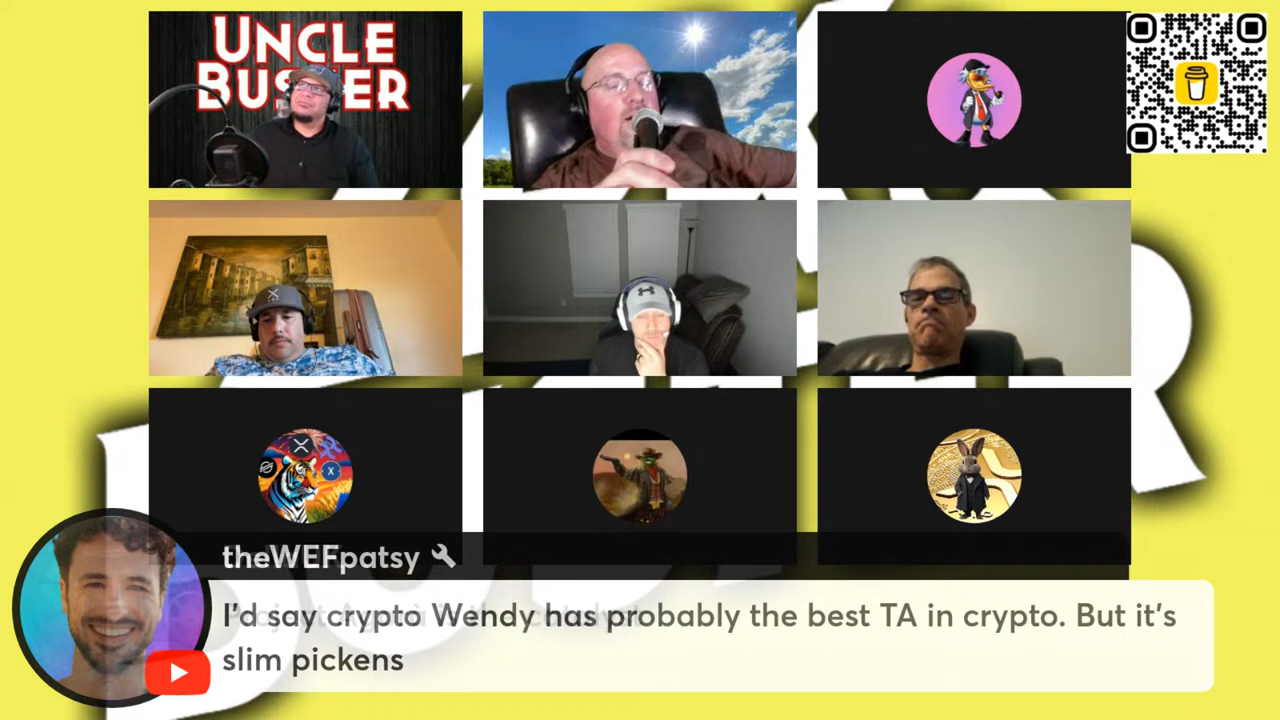 UNCLE
BUSTER
theWEFpatsy
I'd say crypto Wendy has probably the best TA in crypto. But it's
slim pickens